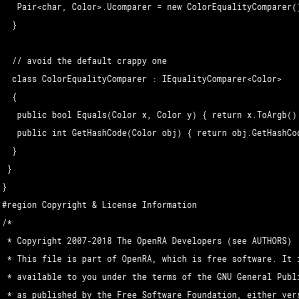 Pair<char, Color>.Ucomparer = new ColorEqualityComparer(
}
// avoid the default crappy one
class ColorEqualityComparer : IEqualityComparer<Color>
{
public bool Equals(Color x, Color y) { return x.ToArgb()
public int GetHashCode(Color obj) { return obj.GetHashCo
}
}
}
#region Copyright & License Information
/*
* Copyright 2007-2018 The OpenRA Developers (see AUTHORS)
* This file is part of OpenRA, which is free software. It
* available to you under the terms of the GNU General Publi
* as published by the Free Software Foundation, either ver